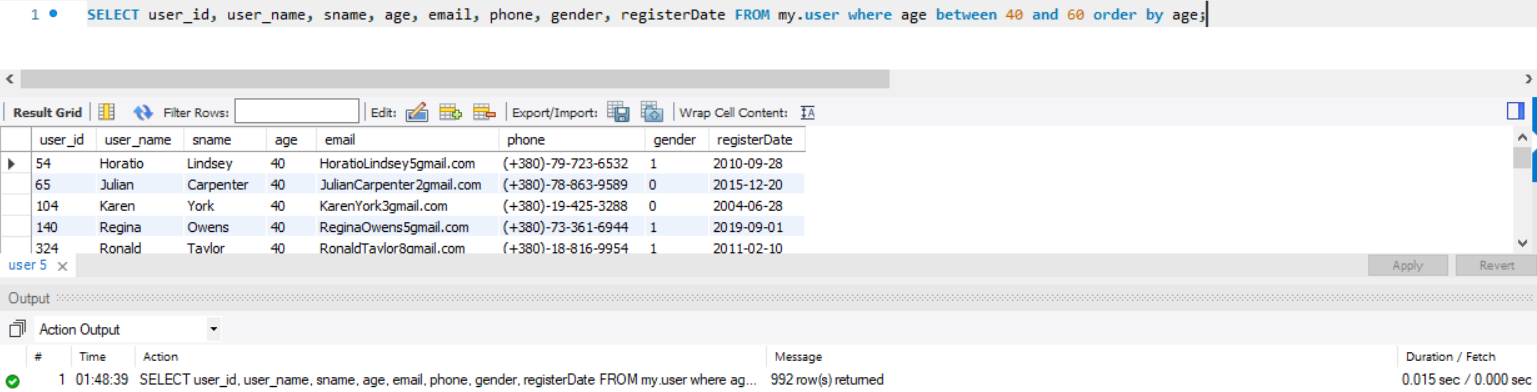 1 SELECT user_id, user_name, sname, age, email, phone, gender, registerDate FROM my.user where age between 40 and 60 order by age;
Result Grid Filter Rows: Edit: Export/Import: Wrap Cell Content:
user_id user_name sname age email phone gender registerDate
54 Horatio Lindsey 40 HoratioLindsey5gmail.com (+380)-79-723-6532 1 2010-09-28
65 Julian Carpenter 40 JulianCarpenter2gmail.com (+380)-78-863-9589 0 2015-12-20
104 Karen York 40 KarenYork3gmail.com (+380)-19-425-3288 0 2004-06-28
140 Regina Owens 40 ReginaOwens5gmail.com (+380)-73-361-6944 1 2019-09-01
324 Ronald Taylor 40 RonaldTaylor8gmail.com (+380)-18-816-9954 1 2011-02-10
user 5 Apply Revert
Output
Action Output
# Time Action Message Duration / Fetch
1 01:48:39 SELECT user_id, user_name, sname, age, email, phone, gender, registerDate FROM my.user where ag... 992 row(s) returned 0.015 sec / 0.000 sec